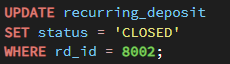 UPDATE recurring_deposit
SET status = 'CLOSED'
WHERE rd_id = 8002;